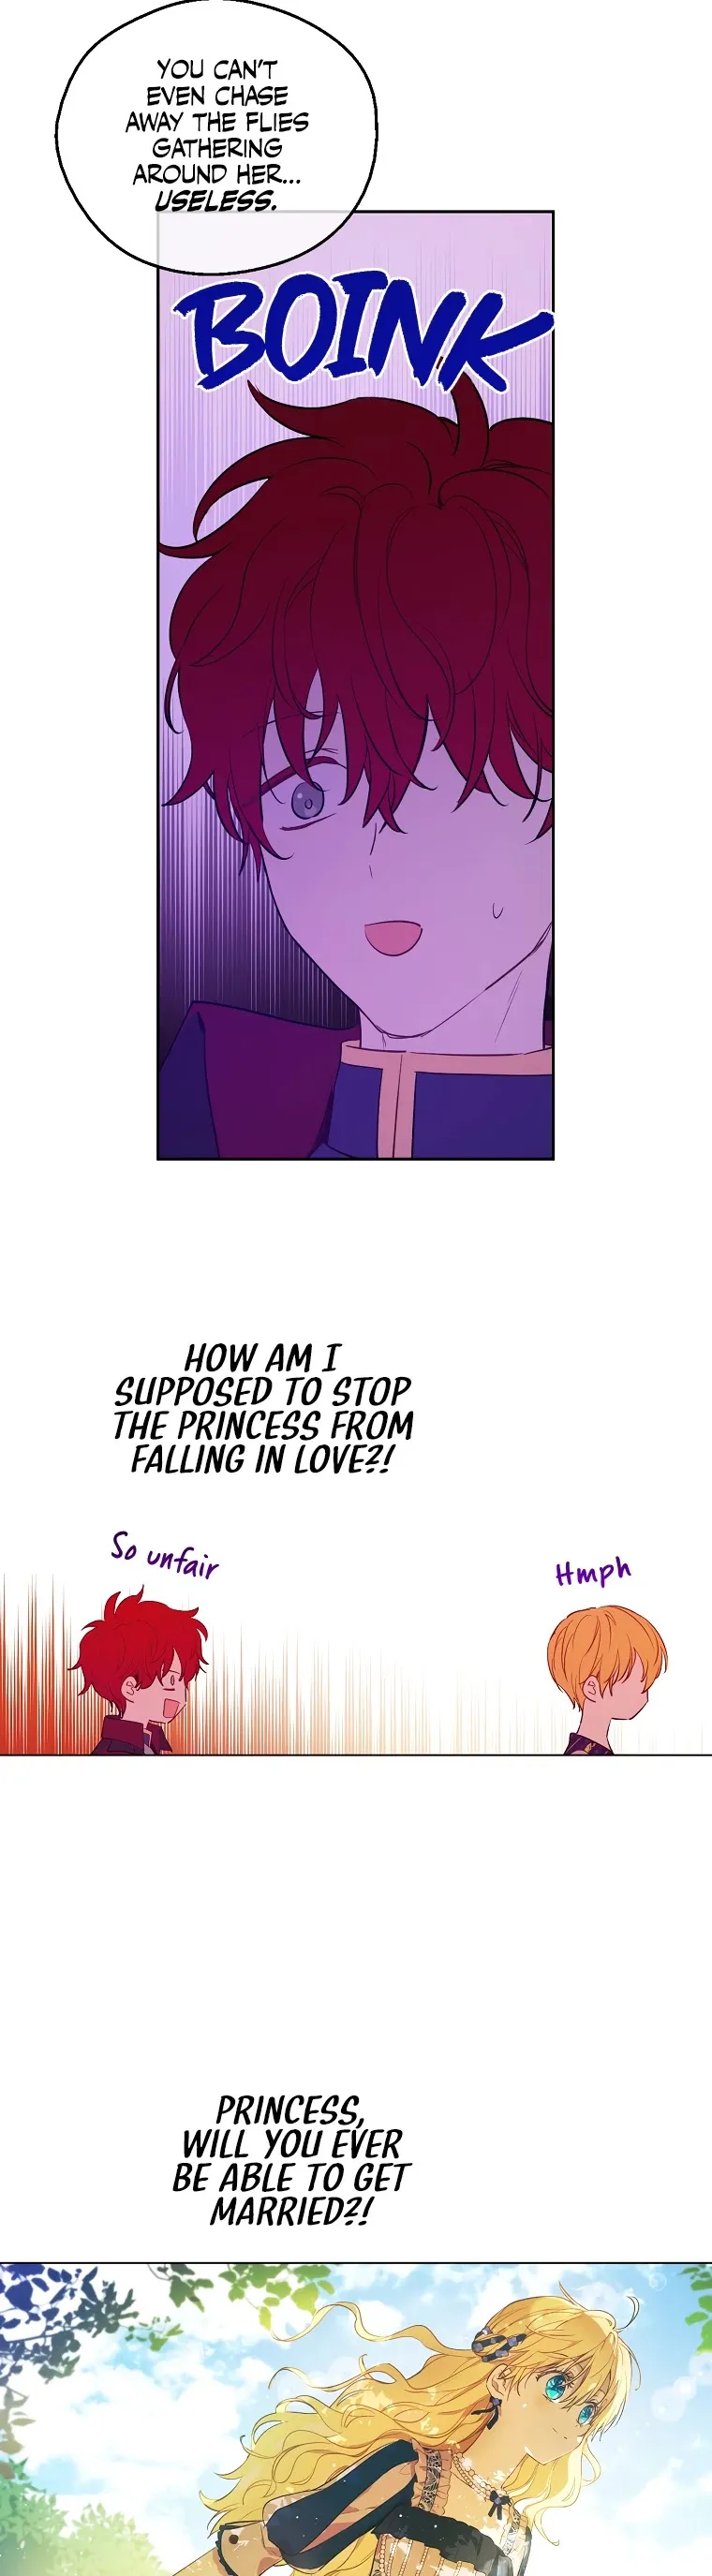 YOU CAN'T
EVEN CHASE
AWAY THE FLIES
GATHERING
AROUND HER...
USELESS.
BOINK
HOW AM I
SUPPOSED TO STOP
THE PRINCESS FROM
FALLING IN LOVE?!
So unfair
Hmph
PRINCESS,
WILL YOU EVER
BE ABLE TO GET
MARRIED?!